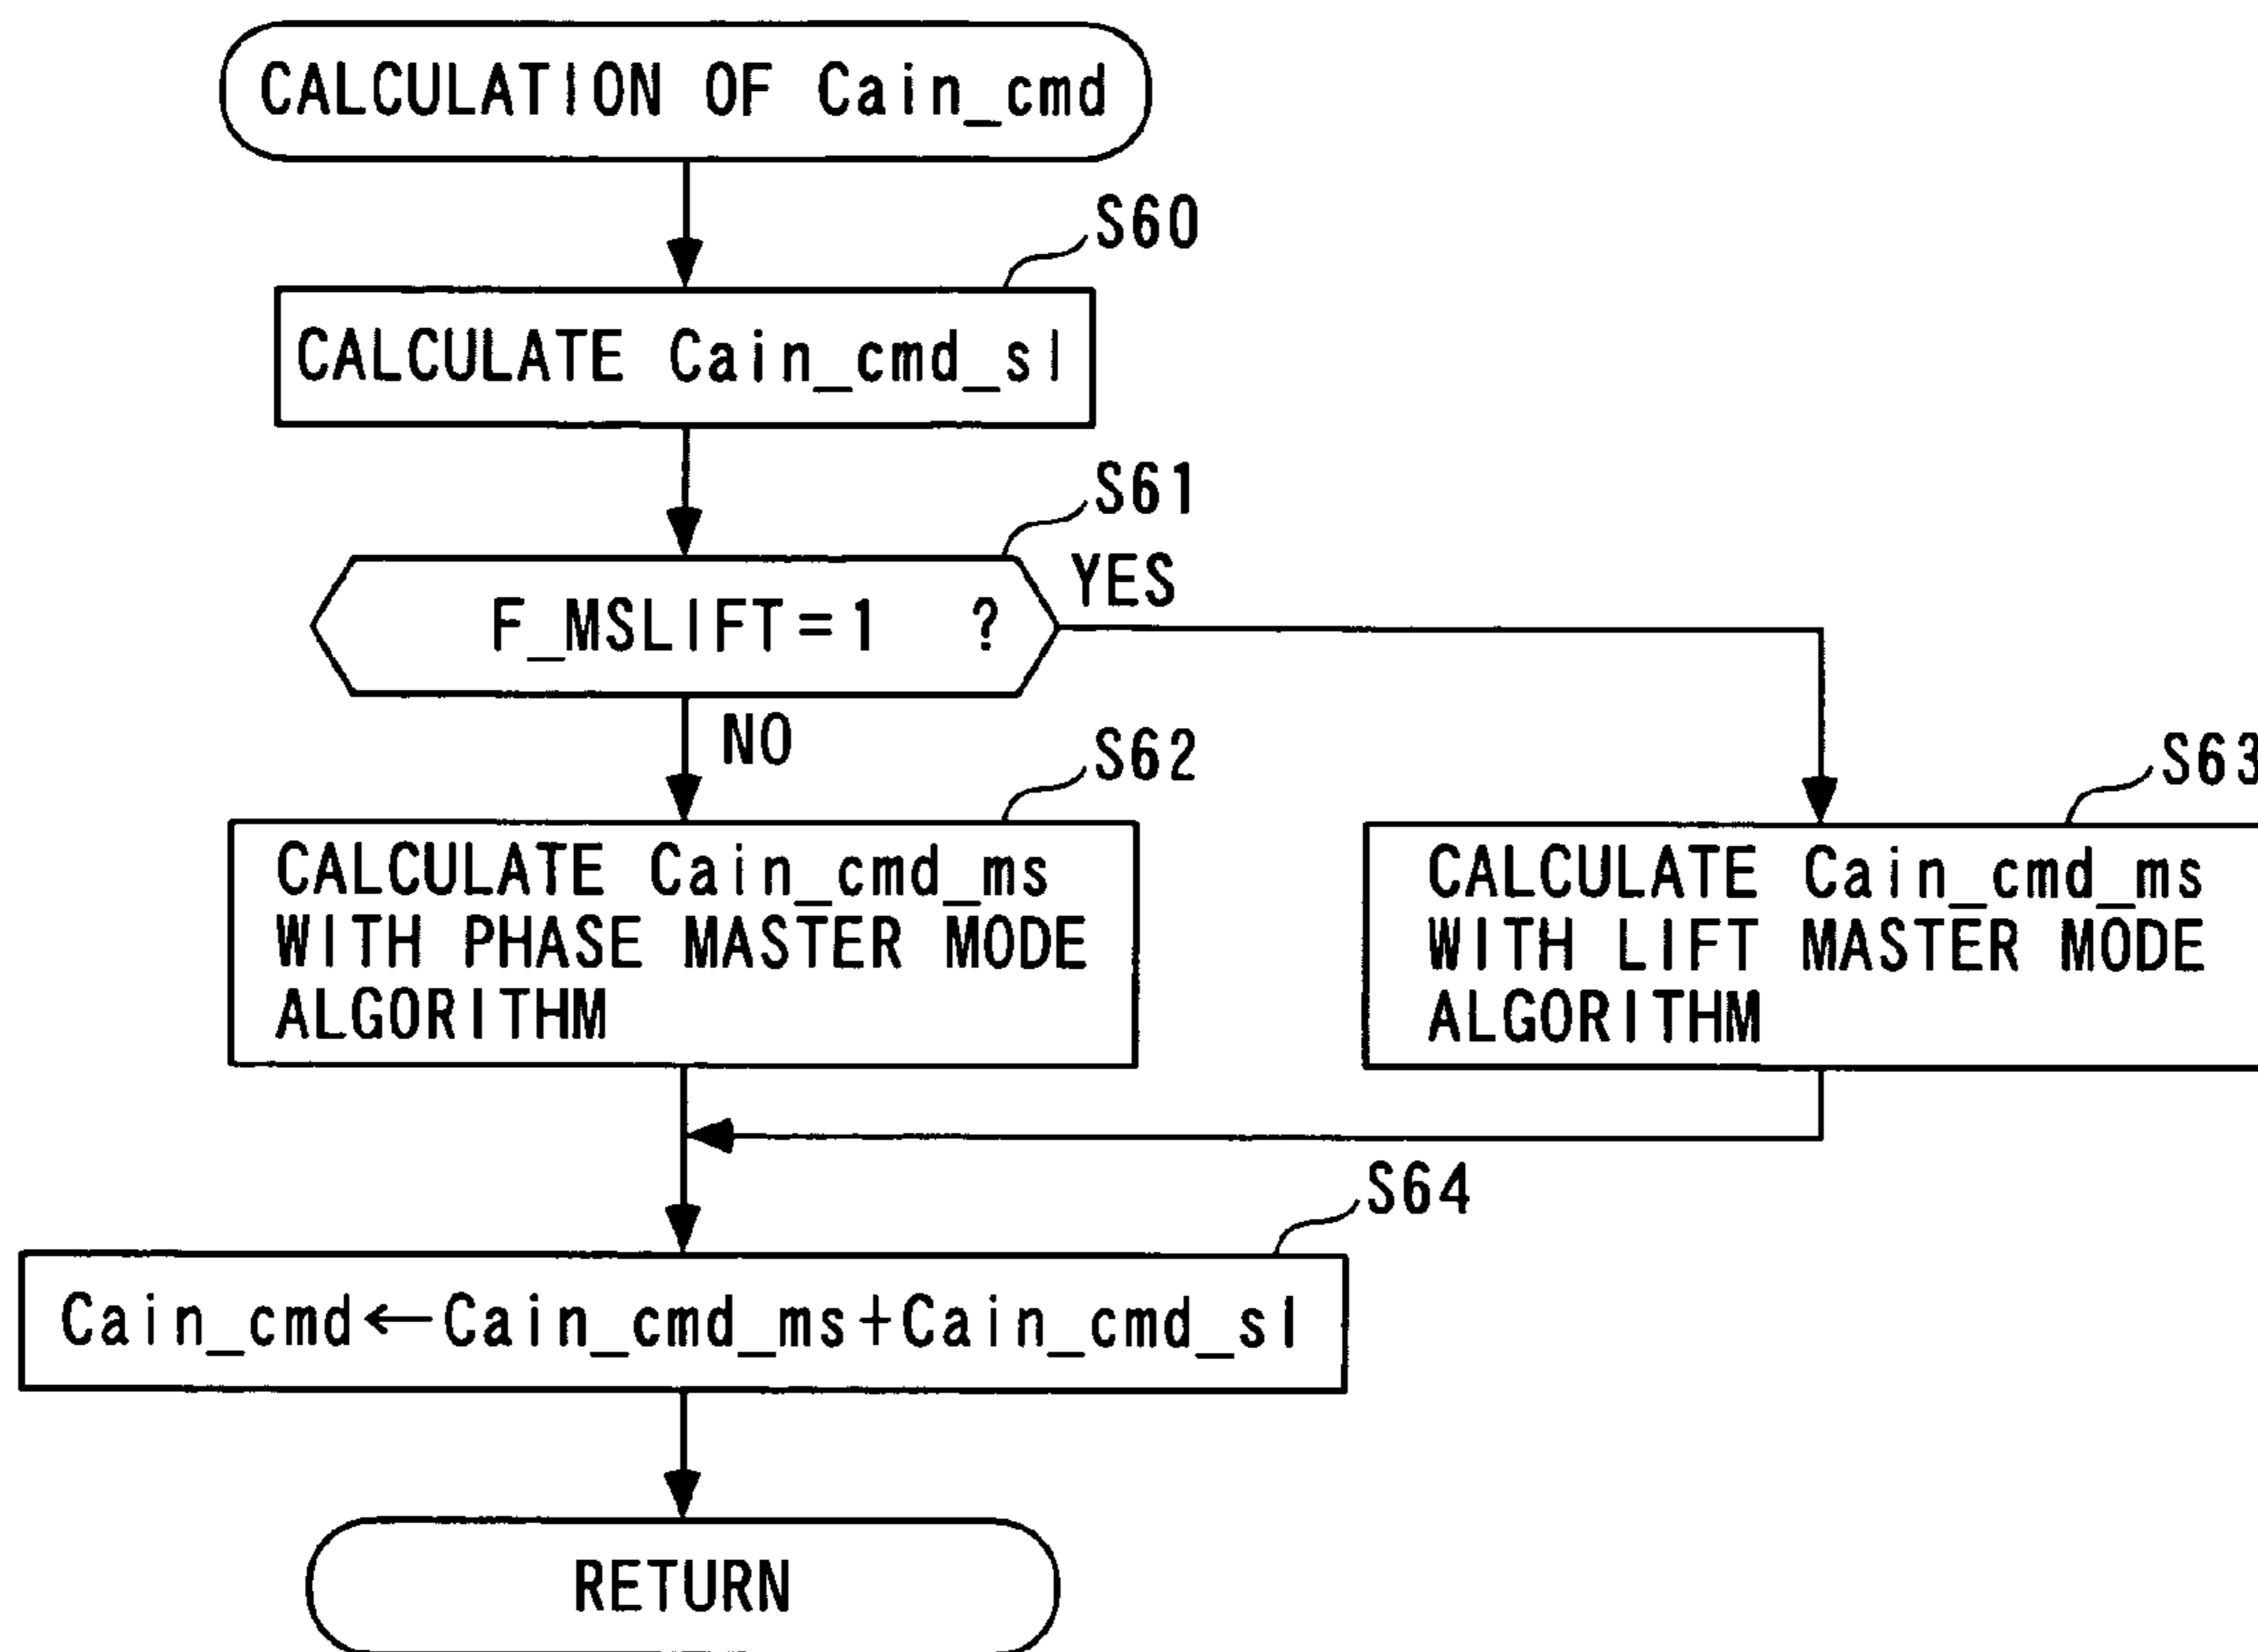 CALCULATION OF Cain_cmd
S60
CALCULATE Cain_cmd_sl
S61
F_MSLIFT=1 ?
YES
NO
S62
CALCULATE Cain_cmd_ms
WITH PHASE MASTER MODE
ALGORITHM
S63
CALCULATE Cain_cmd_ms
WITH LIFT MASTER MODE
ALGORITHM
S64
Cain_cmd←Cain_cmd_ms+Cain_cmd_sl
RETURN